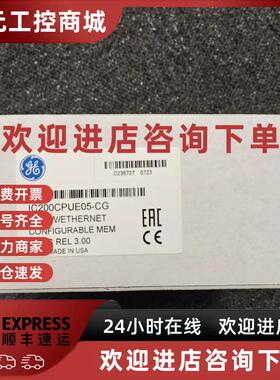 元工控商城
欢迎进店咨询下单
C236727 0723
IC200CPUE05-CG
W/ETHERNET
CONFIGURABLE MEM
REL 3.00
MADE IN USA
EAC
CE
号齐全
力商家
仓速发
EXPRESS
顺丰速运
24小时在线 欢迎进店
欢迎进店咨询下单